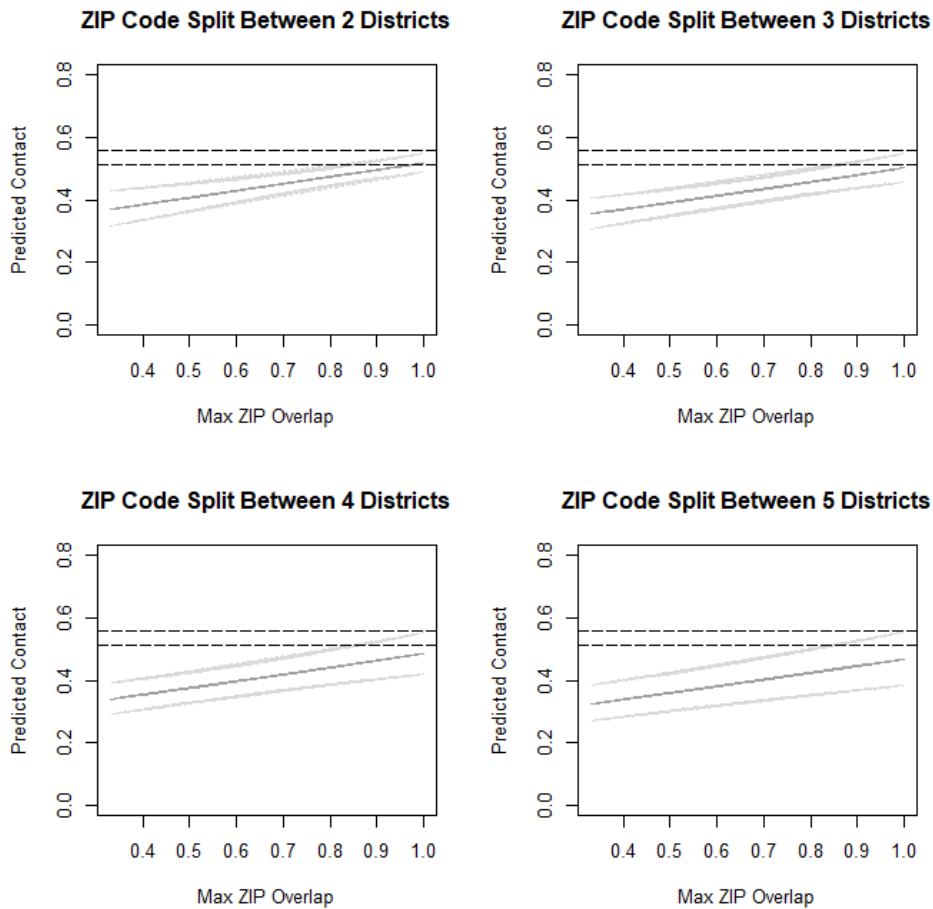 ZIP Code Split Between 2 Districts
Predicted Contact
0.8
0.6
0.4
0.2
0.0
0.4 0.5 0.6 0.7 0.8 0.9 1.0
Max ZIP Overlap
ZIP Code Split Between 3 Districts
Predicted Contact
0.8
0.6
0.4
0.2
0.0
0.4 0.5 0.6 0.7 0.8 0.9 1.0
Max ZIP Overlap
ZIP Code Split Between 4 Districts
Predicted Contact
0.8
0.6
0.4
0.2
0.0
0.4 0.5 0.6 0.7 0.8 0.9 1.0
Max ZIP Overlap
ZIP Code Split Between 5 Districts
Predicted Contact
0.8
0.6
0.4
0.2
0.0
0.4 0.5 0.6 0.7 0.8 0.9 1.0
Max ZIP Overlap